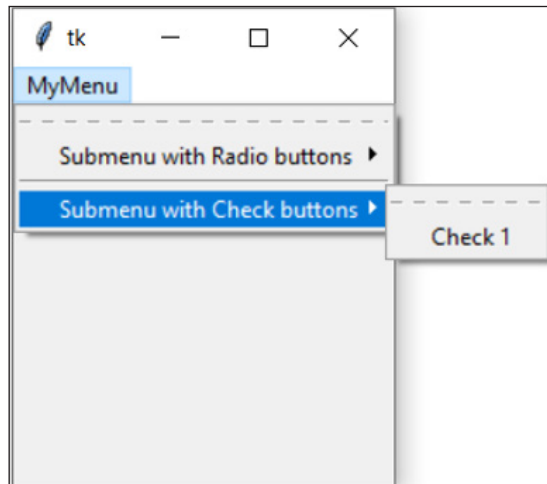 tk
MyMenu
Submenu with Radio buttons
Submenu with Check buttons
Check 1